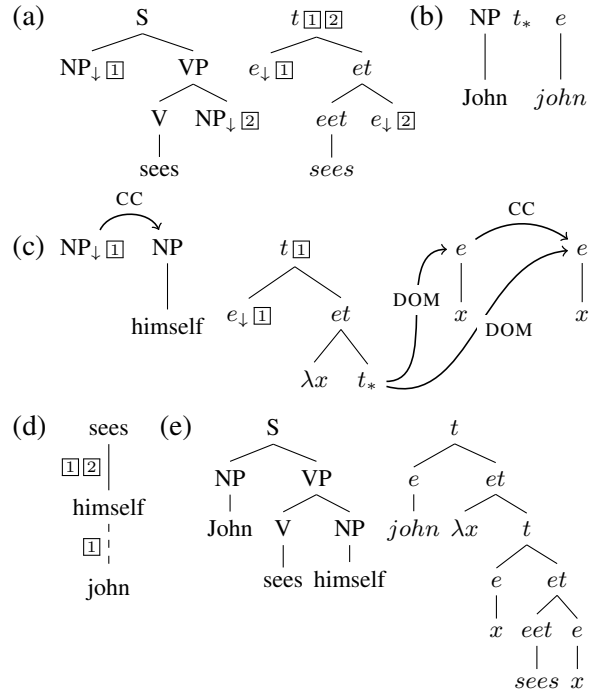 (a) S t 1 2 (b) NP t* e
NP↓ 1 VP e↓ 1 et
V NP↓ 2 eet e↓ 2 John john
sees sees
CC CC
(c) NP↓ 1 NP t 1 e e
himself e↓ 1 et DOM x DOM x
λx t*
(d) sees (e) S t
1 2 NP VP e et
himself John V NP john λx t
1 sees himself e et
john x eet e
sees x